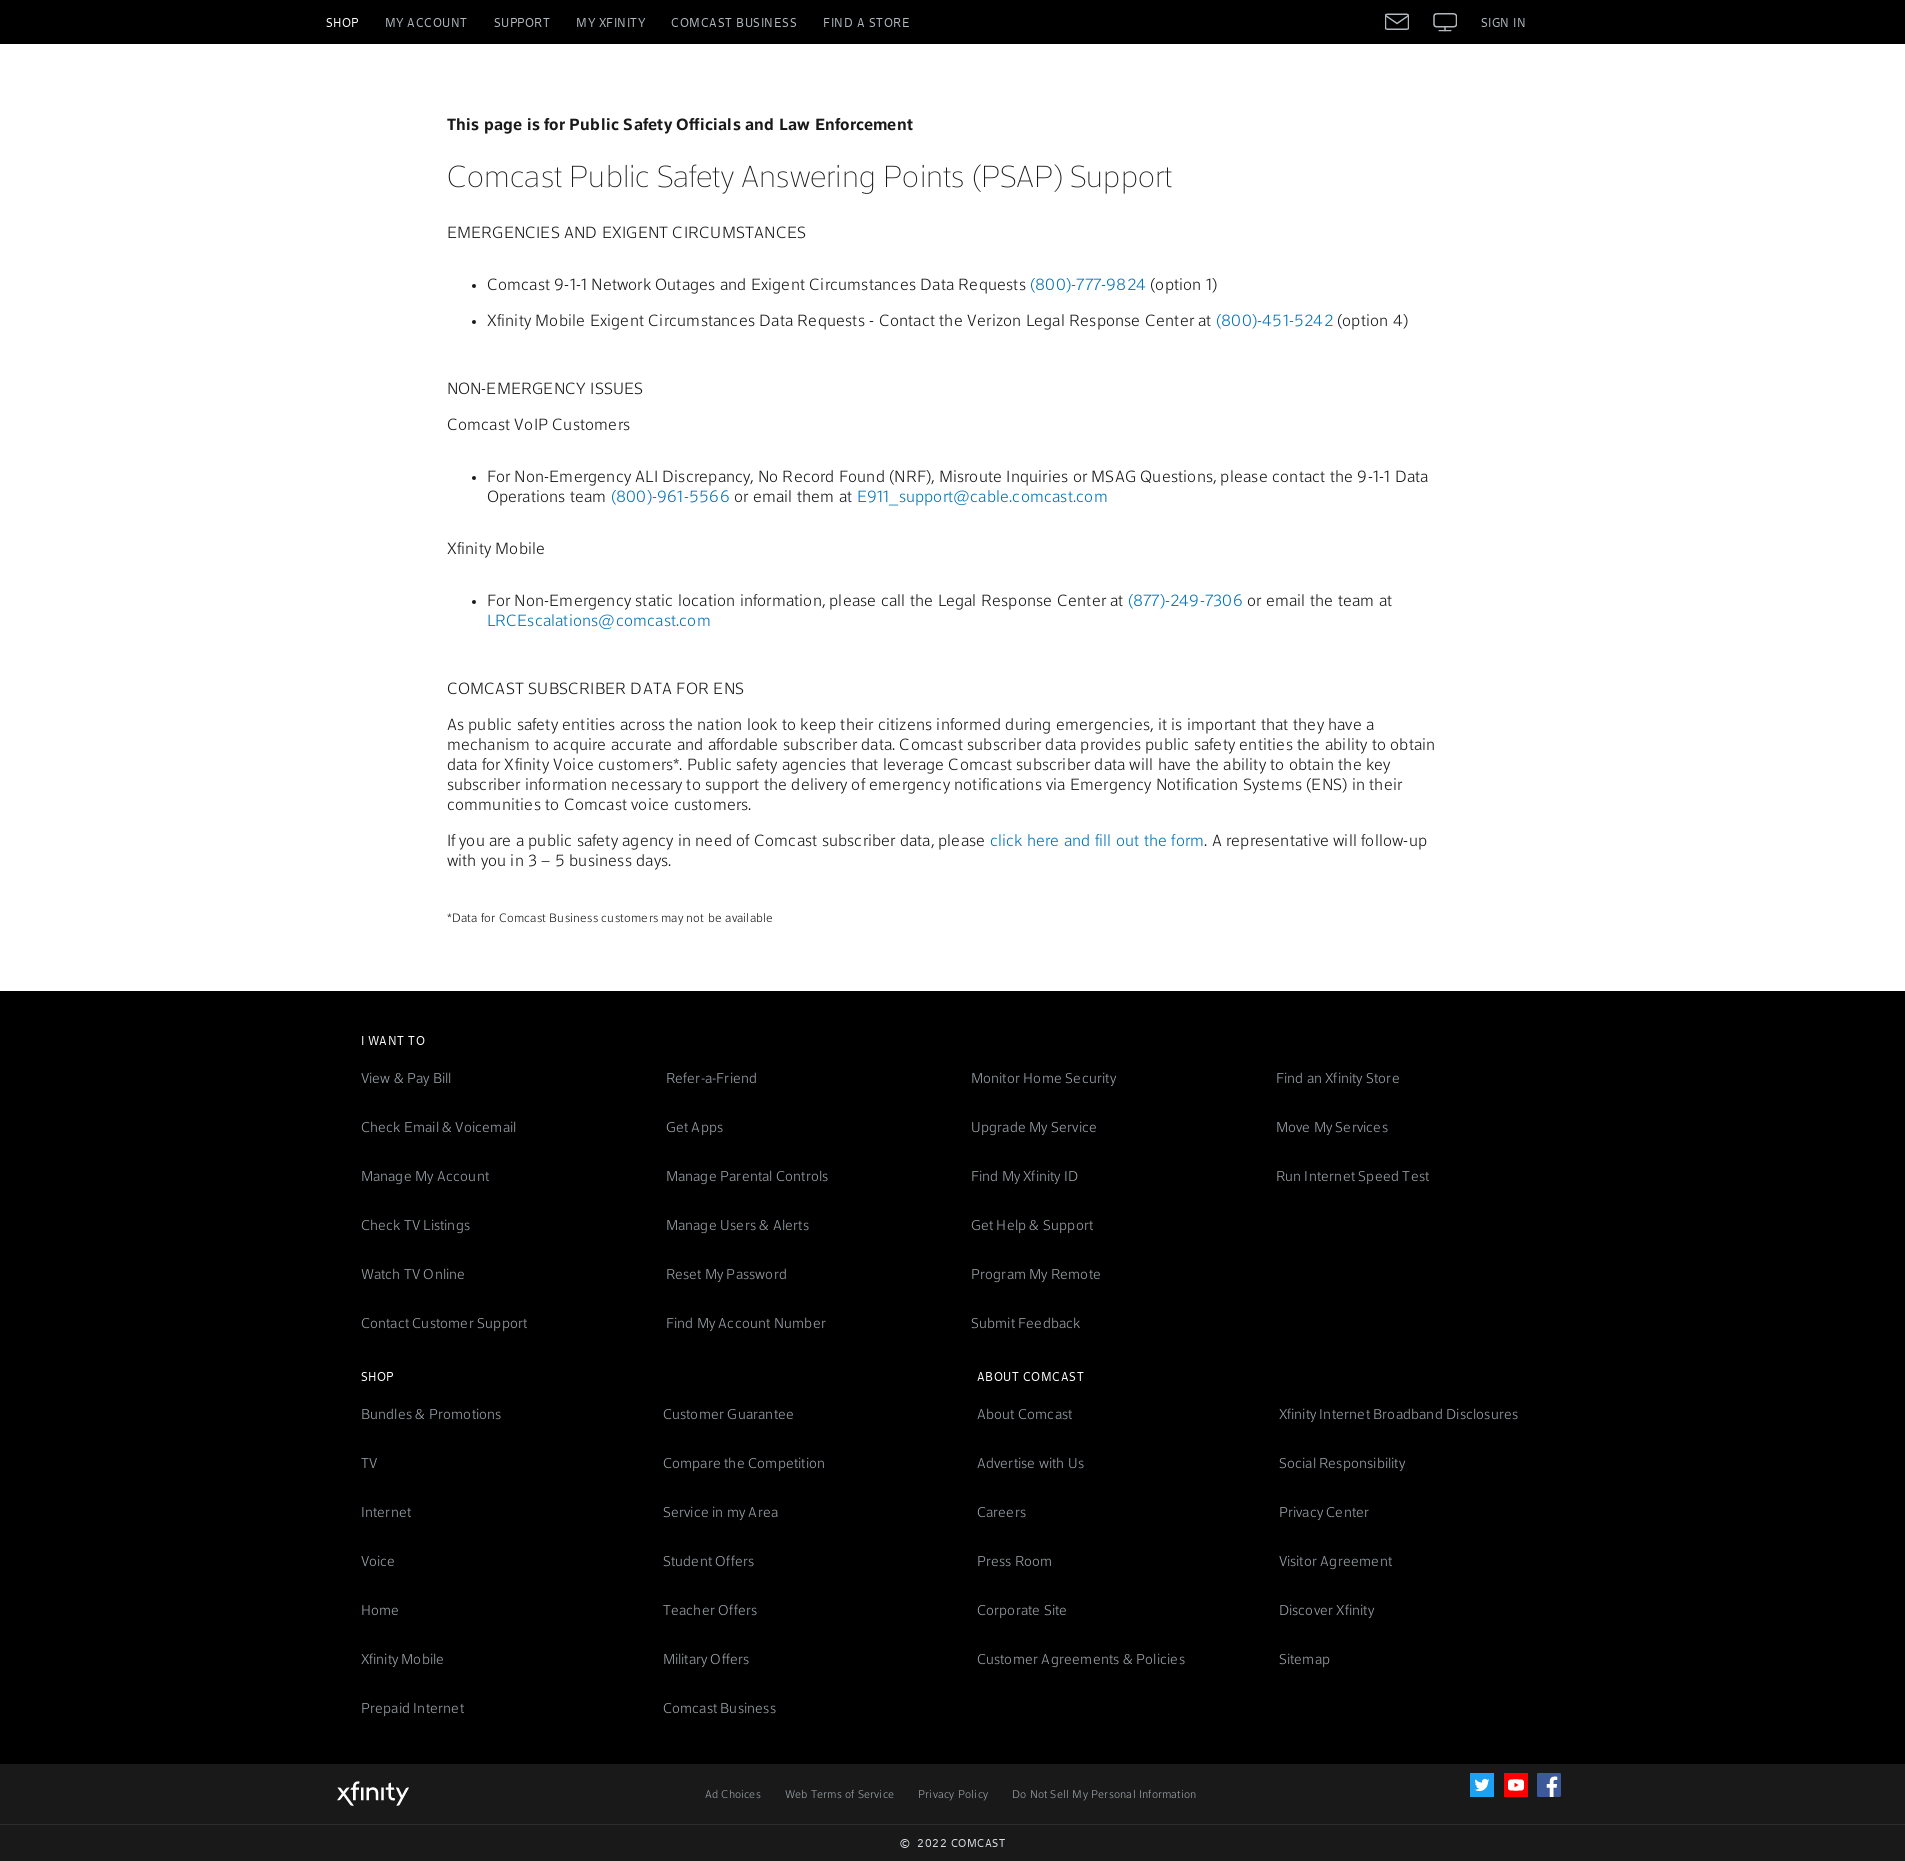 SHOP MY ACCOUNT SUPPORT MY XFINITY COMCAST BUSINESS FIND A STORE SIGN IN
This page is for Public Safety Officials and Law Enforcement
Comcast Public Safety Answering Points (PSAP) Support
EMERGENCIES AND EXIGENT CIRCUMSTANCES
• Comcast 9-1-1 Network Outages and Exigent Circumstances Data Requests (800)-777-9824 (option 1)
• Xfinity Mobile Exigent Circumstances Data Requests - Contact the Verizon Legal Response Center at (800)-451-5242 (option 4)
NON-EMERGENCY ISSUES
Comcast VoIP Customers
• For Non-Emergency ALI Discrepancy, No Record Found (NRF), Misroute Inquiries or MSAG Questions, please contact the 9-1-1 Data
Operations team (800)-961-5566 or email them at E911_support@cable.comcast.com
Xfinity Mobile
• For Non-Emergency static location information, please call the Legal Response Center at (877)-249-7306 or email the team at
LRCEscalations@comcast.com
COMCAST SUBSCRIBER DATA FOR ENS
As public safety entities across the nation look to keep their citizens informed during emergencies, it is important that they have a
mechanism to acquire accurate and affordable subscriber data. Comcast subscriber data provides public safety entities the ability to obtain
data for Xfinity Voice customers*. Public safety agencies that leverage Comcast subscriber data will have the ability to obtain the key
subscriber information necessary to support the delivery of emergency notifications via Emergency Notification Systems (ENS) in their
communities to Comcast voice customers.
If you are a public safety agency in need of Comcast subscriber data, please click here and fill out the form. A representative will follow-up
with you in 3 – 5 business days.
*Data for Comcast Business customers may not be available
I WANT TO
View & Pay Bill Refer-a-Friend Monitor Home Security Find an Xfinity Store
Check Email & Voicemail Get Apps Upgrade My Service Move My Services
Manage My Account Manage Parental Controls Find My Xfinity ID Run Internet Speed Test
Check TV Listings Manage Users & Alerts Get Help & Support
Watch TV Online Reset My Password Program My Remote
Contact Customer Support Find My Account Number Submit Feedback
SHOP ABOUT COMCAST
Bundles & Promotions Customer Guarantee About Comcast Xfinity Internet Broadband Disclosures
TV Compare the Competition Advertise with Us Social Responsibility
Internet Service in my Area Careers Privacy Center
Voice Student Offers Press Room Visitor Agreement
Home Teacher Offers Corporate Site Discover Xfinity
Xfinity Mobile Military Offers Customer Agreements & Policies Sitemap
Prepaid Internet Comcast Business
xfinity Ad Choices Web Terms of Service Privacy Policy Do Not Sell My Personal Information
© 2022 COMCAST